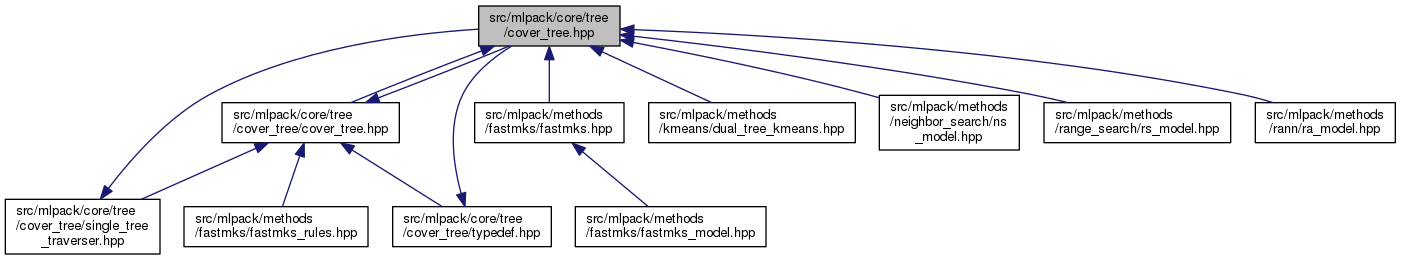 src/mlpack/core/tree
/cover_tree.hpp
src/mlpack/core/tree
/cover_tree/cover_tree.hpp
src/mlpack/methods
/fastmks/fastmks.hpp
src/mlpack/methods
/kmeans/dual_tree_kmeans.hpp
src/mlpack/methods
/neighbor_search/ns
_model.hpp
src/mlpack/methods
/range_search/rs_model.hpp
src/mlpack/methods
/rann/ra_model.hpp
src/mlpack/core/tree
/cover_tree/single_tree
_traverser.hpp
src/mlpack/methods
/fastmks/fastmks_rules.hpp
src/mlpack/core/tree
/cover_tree/typedef.hpp
src/mlpack/methods
/fastmks/fastmks_model.hpp